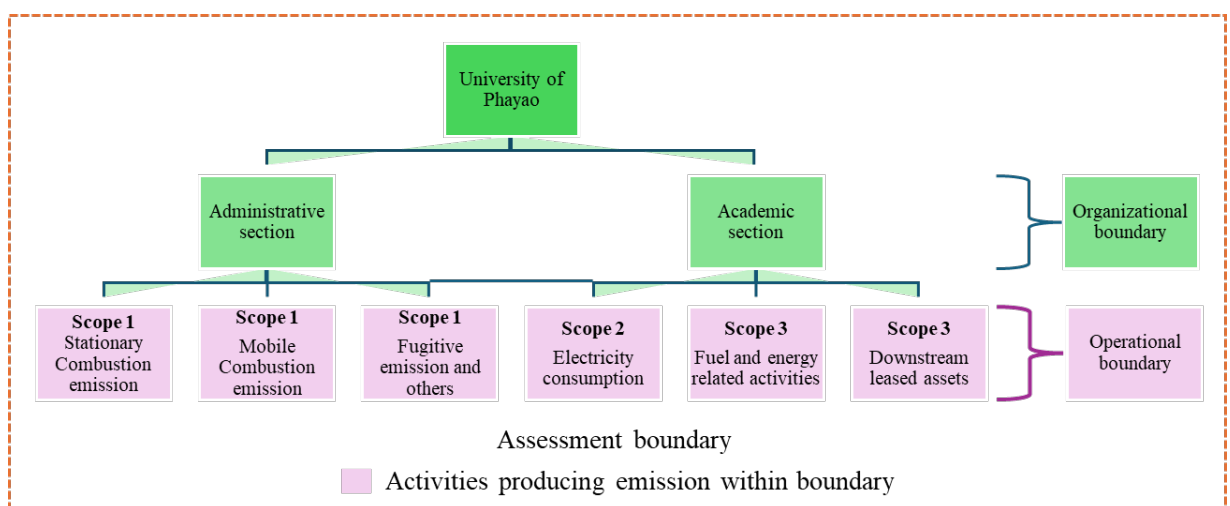 University of
Phayao
Administrative
section
Academic
section
Organizational
boundary
Scope 1
Stationary
Combustion
emission
Scope 1
Mobile
Combustion
emission
Scope 1
Fugitive
emission and
others
Scope 2
Electricity
consumption
Scope 3
Fuel and energy
related activities
Scope 3
Downstream
leased assets
Operational
boundary
Assessment boundary
Activities producing emission within boundary